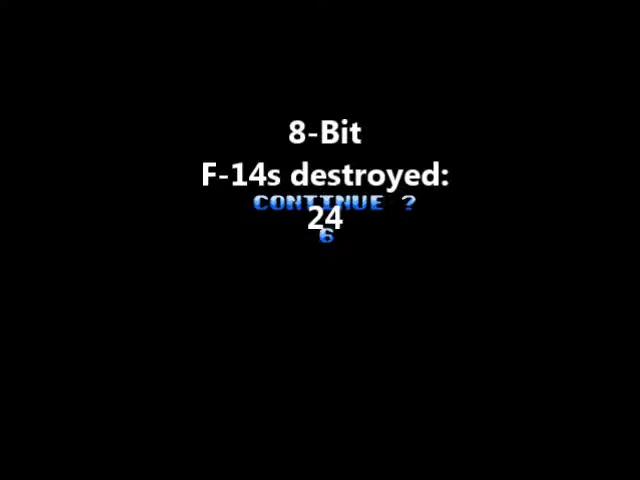 8-Bit
F-14s destroyed:
CONTINUE ?
24
6